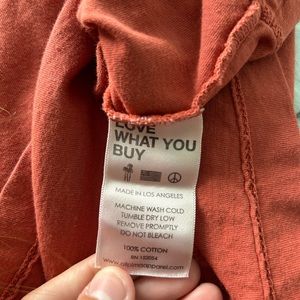 LOVE
WHAT YOU
BUY
MADE IN LOS ANGELES
MACHINE WASH COLD
TUMBLE DRY LOW
REMOVE PROMPTLY
DO NOT BLEACH
100% COTTON